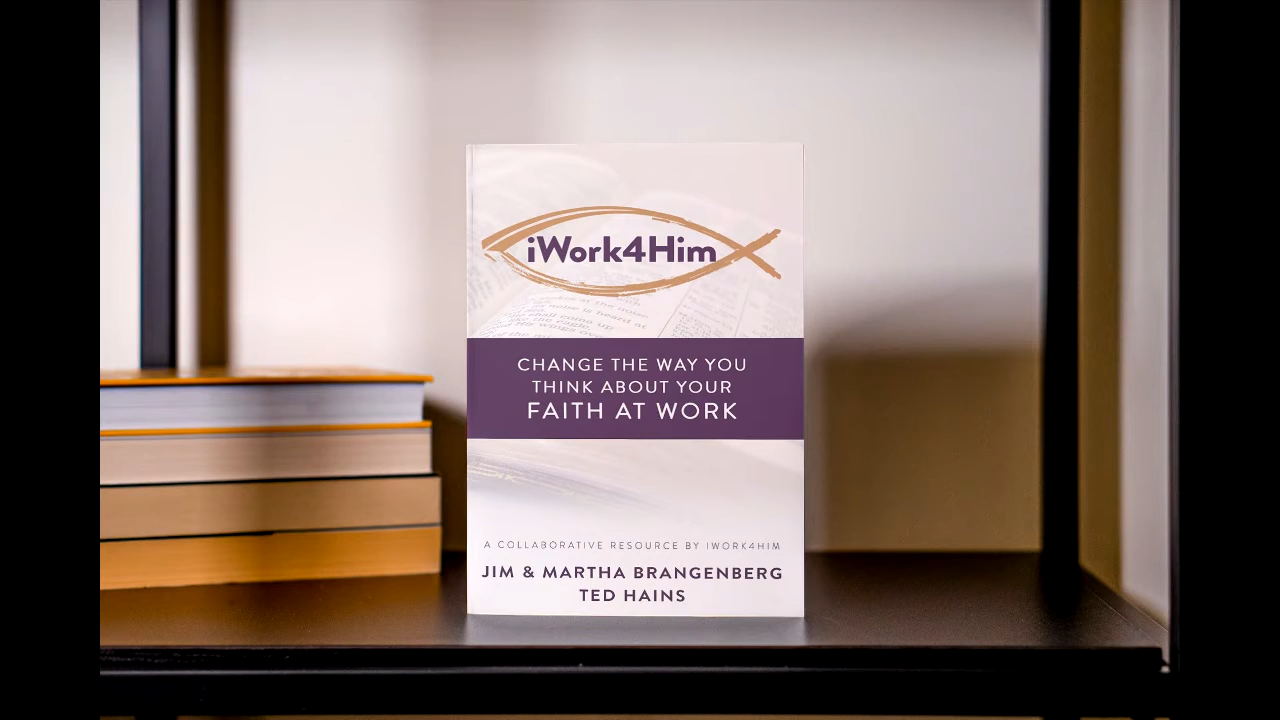 iWork4Him
CHANGE THE WAY YOU
THINK ABOUT YOUR
FAITH AT WORK
A COLLABORATIVE RESOURCE BY IWORK4HIM
JIM & MARTHA BRANGENBERG
TED HAINS